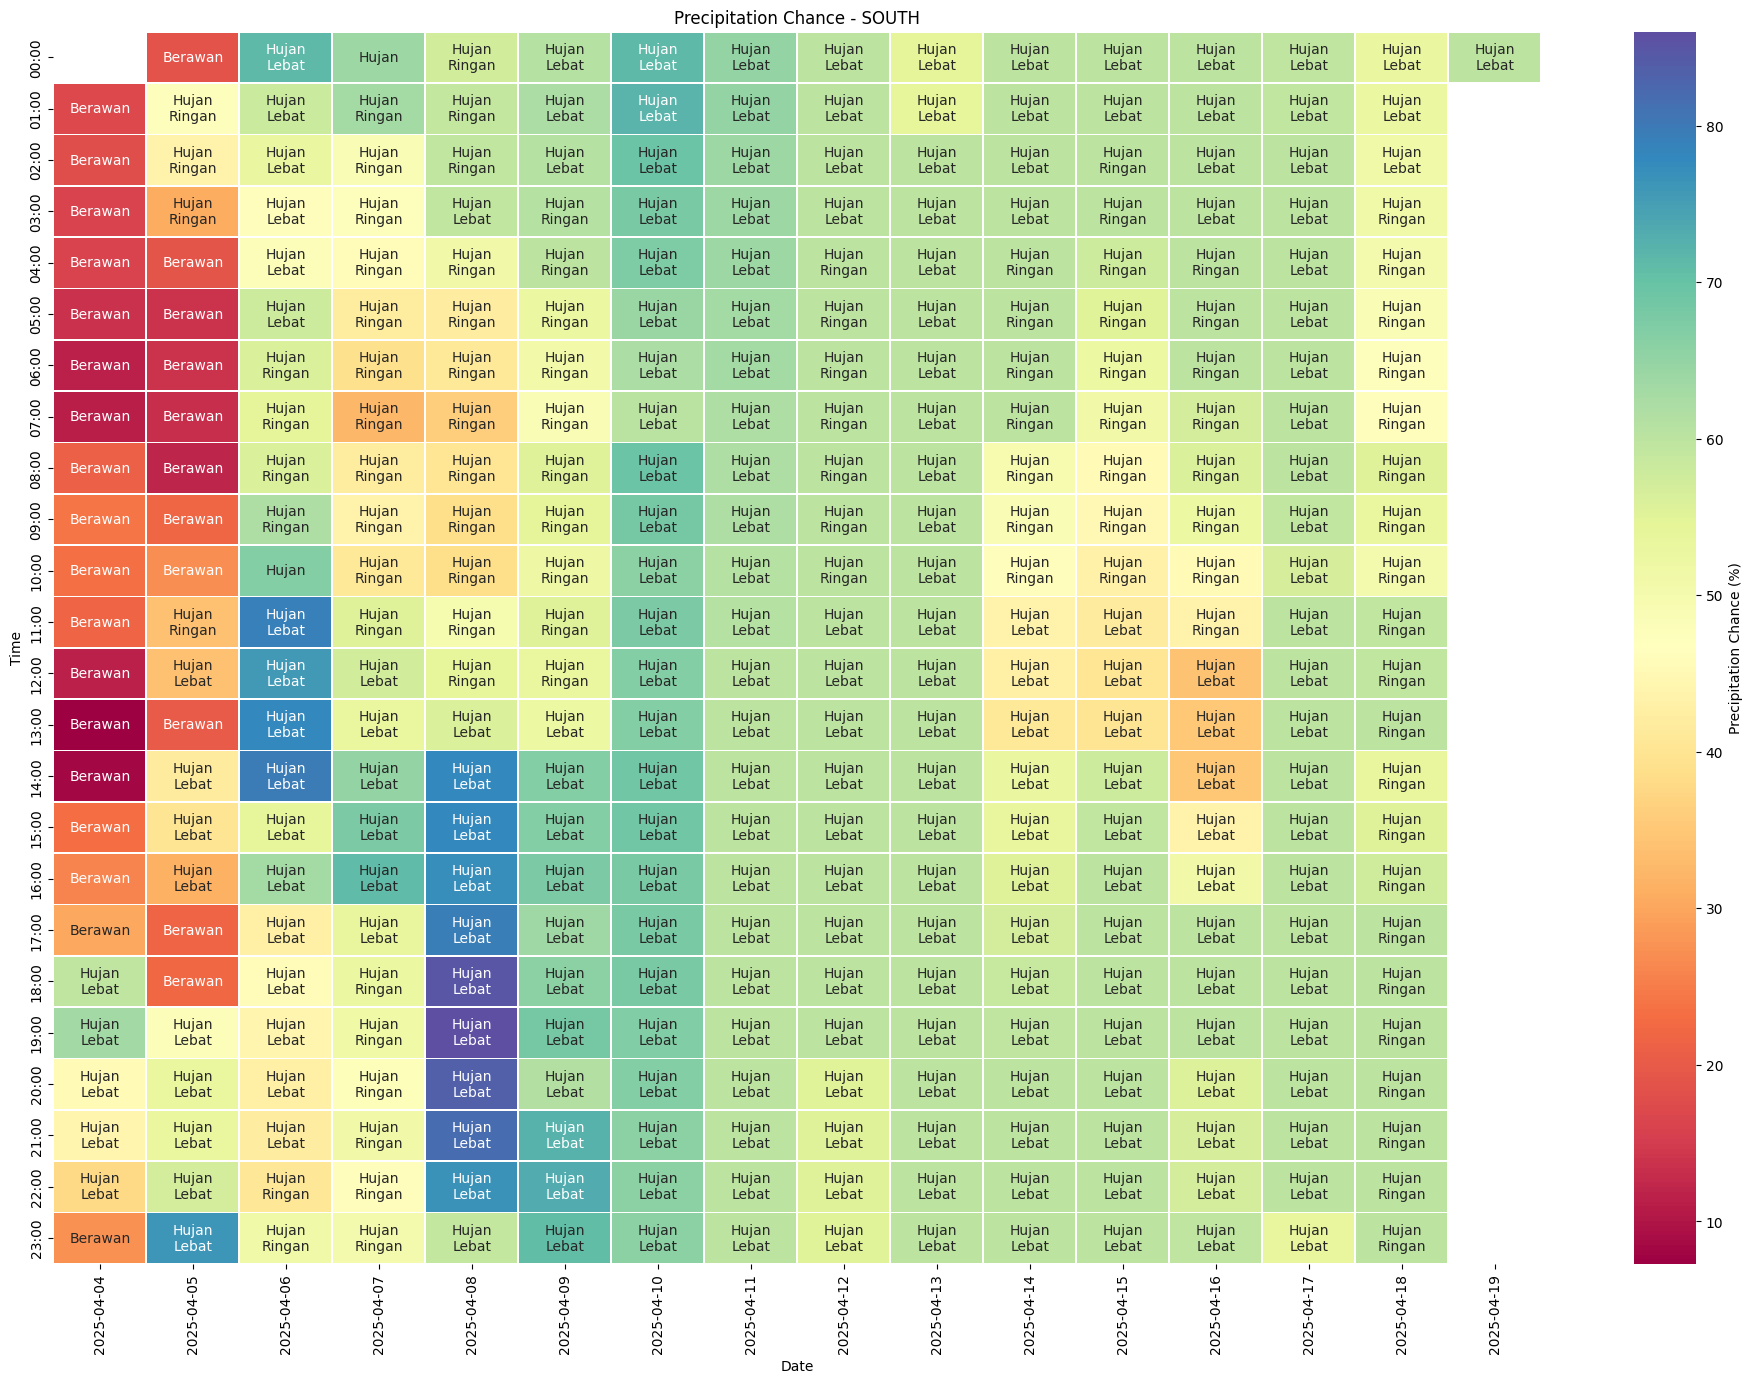 Precipitation Chance - SOUTH
00:00 Berawan Hujan Lebat Hujan Hujan Ringan Hujan Lebat Hujan Lebat Hujan Lebat Hujan Lebat Hujan Lebat Hujan Lebat Hujan Lebat Hujan Lebat Hujan Lebat Hujan Lebat Hujan Lebat
01:00 Berawan Hujan Ringan Hujan Lebat Hujan Ringan Hujan Ringan Hujan Lebat Hujan Lebat Hujan Lebat Hujan Lebat Hujan Lebat Hujan Lebat Hujan Lebat Hujan Lebat Hujan Lebat Hujan Lebat
02:00 Berawan Hujan Ringan Hujan Lebat Hujan Ringan Hujan Ringan Hujan Lebat Hujan Lebat Hujan Lebat Hujan Lebat Hujan Lebat Hujan Lebat Hujan Ringan Hujan Lebat Hujan Lebat Hujan Lebat
03:00 Berawan Hujan Ringan Hujan Lebat Hujan Ringan Hujan Lebat Hujan Ringan Hujan Lebat Hujan Lebat Hujan Lebat Hujan Lebat Hujan Lebat Hujan Ringan Hujan Lebat Hujan Lebat Hujan Ringan
04:00 Berawan Berawan Hujan Lebat Hujan Ringan Hujan Ringan Hujan Ringan Hujan Lebat Hujan Lebat Hujan Ringan Hujan Lebat Hujan Ringan Hujan Ringan Hujan Ringan Hujan Lebat Hujan Ringan
05:00 Berawan Berawan Hujan Lebat Hujan Ringan Hujan Ringan Hujan Ringan Hujan Lebat Hujan Lebat Hujan Ringan Hujan Lebat Hujan Ringan Hujan Ringan Hujan Ringan Hujan Lebat Hujan Ringan
06:00 Berawan Berawan Hujan Ringan Hujan Ringan Hujan Ringan Hujan Ringan Hujan Lebat Hujan Lebat Hujan Ringan Hujan Lebat Hujan Ringan Hujan Ringan Hujan Ringan Hujan Lebat Hujan Ringan
07:00 Berawan Berawan Hujan Ringan Hujan Ringan Hujan Ringan Hujan Ringan Hujan Lebat Hujan Lebat Hujan Ringan Hujan Lebat Hujan Ringan Hujan Ringan Hujan Ringan Hujan Lebat Hujan Ringan
08:00 Berawan Berawan Hujan Ringan Hujan Ringan Hujan Ringan Hujan Ringan Hujan Lebat Hujan Lebat Hujan Ringan Hujan Lebat Hujan Ringan Hujan Ringan Hujan Ringan Hujan Lebat Hujan Ringan
09:00 Berawan Berawan Hujan Ringan Hujan Ringan Hujan Ringan Hujan Ringan Hujan Lebat Hujan Lebat Hujan Ringan Hujan Lebat Hujan Ringan Hujan Ringan Hujan Ringan Hujan Lebat Hujan Ringan
10:00 Berawan Berawan Hujan Hujan Ringan Hujan Ringan Hujan Ringan Hujan Lebat Hujan Lebat Hujan Ringan Hujan Lebat Hujan Ringan Hujan Ringan Hujan Ringan Hujan Lebat Hujan Ringan
11:00 Berawan Hujan Ringan Hujan Lebat Hujan Ringan Hujan Ringan Hujan Ringan Hujan Lebat Hujan Lebat Hujan Lebat Hujan Lebat Hujan Lebat Hujan Lebat Hujan Ringan Hujan Lebat Hujan Ringan
12:00 Berawan Hujan Lebat Hujan Lebat Hujan Lebat Hujan Ringan Hujan Ringan Hujan Lebat Hujan Lebat Hujan Lebat Hujan Lebat Hujan Lebat Hujan Lebat Hujan Lebat Hujan Lebat Hujan Ringan
13:00 Berawan Berawan Hujan Lebat Hujan Lebat Hujan Lebat Hujan Lebat Hujan Lebat Hujan Lebat Hujan Lebat Hujan Lebat Hujan Lebat Hujan Lebat Hujan Lebat Hujan Lebat Hujan Ringan
14:00 Berawan Hujan Lebat Hujan Lebat Hujan Lebat Hujan Lebat Hujan Lebat Hujan Lebat Hujan Lebat Hujan Lebat Hujan Lebat Hujan Lebat Hujan Lebat Hujan Lebat Hujan Lebat Hujan Ringan
15:00 Berawan Hujan Lebat Hujan Lebat Hujan Lebat Hujan Lebat Hujan Lebat Hujan Lebat Hujan Lebat Hujan Lebat Hujan Lebat Hujan Lebat Hujan Lebat Hujan Lebat Hujan Lebat Hujan Ringan
16:00 Berawan Hujan Lebat Hujan Lebat Hujan Lebat Hujan Lebat Hujan Lebat Hujan Lebat Hujan Lebat Hujan Lebat Hujan Lebat Hujan Lebat Hujan Lebat Hujan Lebat Hujan Lebat Hujan Ringan
17:00 Berawan Berawan Hujan Lebat Hujan Lebat Hujan Lebat Hujan Lebat Hujan Lebat Hujan Lebat Hujan Lebat Hujan Lebat Hujan Lebat Hujan Lebat Hujan Lebat Hujan Lebat Hujan Ringan
18:00 Hujan Lebat Berawan Hujan Lebat Hujan Ringan Hujan Lebat Hujan Lebat Hujan Lebat Hujan Lebat Hujan Lebat Hujan Lebat Hujan Lebat Hujan Lebat Hujan Lebat Hujan Lebat Hujan Ringan
19:00 Hujan Lebat Hujan Lebat Hujan Lebat Hujan Ringan Hujan Lebat Hujan Lebat Hujan Lebat Hujan Lebat Hujan Lebat Hujan Lebat Hujan Lebat Hujan Lebat Hujan Lebat Hujan Lebat Hujan Ringan
20:00 Hujan Lebat Hujan Lebat Hujan Lebat Hujan Ringan Hujan Lebat Hujan Lebat Hujan Lebat Hujan Lebat Hujan Lebat Hujan Lebat Hujan Lebat Hujan Lebat Hujan Lebat Hujan Lebat Hujan Ringan
21:00 Hujan Lebat Hujan Lebat Hujan Lebat Hujan Ringan Hujan Lebat Hujan Lebat Hujan Lebat Hujan Lebat Hujan Lebat Hujan Lebat Hujan Lebat Hujan Lebat Hujan Lebat Hujan Lebat Hujan Ringan
22:00 Hujan Lebat Hujan Lebat Hujan Ringan Hujan Ringan Hujan Lebat Hujan Lebat Hujan Lebat Hujan Lebat Hujan Lebat Hujan Lebat Hujan Lebat Hujan Lebat Hujan Lebat Hujan Lebat Hujan Ringan
23:00 Berawan Hujan Lebat Hujan Ringan Hujan Ringan Hujan Lebat Hujan Lebat Hujan Lebat Hujan Lebat Hujan Lebat Hujan Lebat Hujan Lebat Hujan Lebat Hujan Lebat Hujan Lebat Hujan Ringan
Time
2025-04-04 2025-04-05 2025-04-06 2025-04-07 2025-04-08 2025-04-09 2025-04-10 2025-04-11 2025-04-12 2025-04-13 2025-04-14 2025-04-15 2025-04-16 2025-04-17 2025-04-18 2025-04-19
Date
80
70
60
50
40
30
20
10
Precipitation Chance (%)